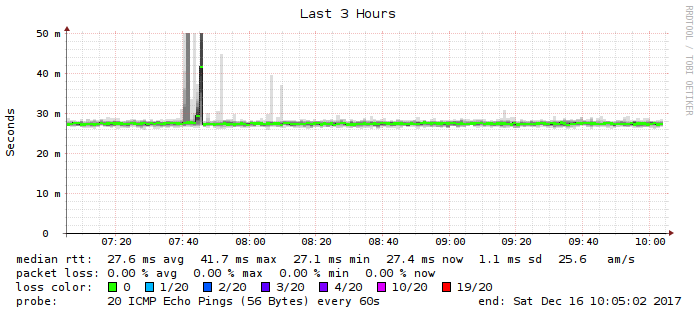 Last 3 Hours
RRDTOOL / TOBI OETIKER
Seconds
50 m
40 m
30 m
20 m
10 m
0
07:20 07:40 08:00 08:20 08:40 09:00 09:20 09:40 10:00
median rtt: 27.6 ms avg 41.7 ms max 27.1 ms min 27.4 ms now 1.1 ms sd 25.6 am/s
packet loss: 0.00 % avg 0.00 % max 0.00 % min 0.00 % now
loss color: 0 1/20 2/20 3/20 4/20 10/20 19/20
probe: 20 ICMP Echo Pings (56 Bytes) every 60s end: Sat Dec 16 10:05:02 2017